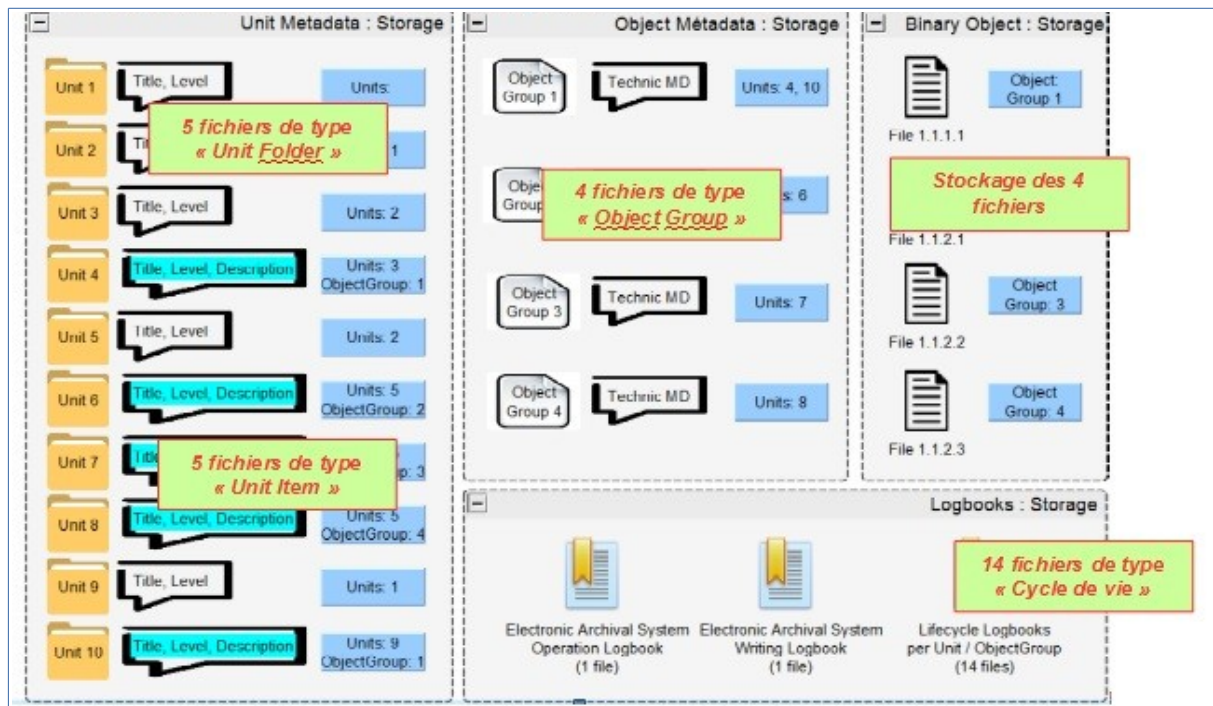 Unit Metadata : Storage
Unit 1
Title, Level
Units:
5 fichiers de type
« Unit Folder »
Unit 2
1
Unit 3
Title, Level
Units: 2
Unit 4
Title, Level, Description
Units: 3
ObjectGroup: 1
Unit 5
Title, Level
Units: 2
Unit 6
Title, Level, Description
Units: 5
ObjectGroup: 2
Unit 7
5 fichiers de type
« Unit Item »
p: 3
Unit 8
Title, Level, Description
Units: 5
ObjectGroup: 4
Unit 9
Title, Level
Units: 1
Unit 10
Title, Level, Description
Units: 9
ObjectGroup: 1
Object Métadata : Storage
Object
Group 1
Technic MD
Units: 4, 10
4 fichiers de type
« Object Group »
s: 6
Object
Group 3
Technic MD
Units: 7
Object
Group 4
Technic MD
Units: 8
Binary Object : Storage
Object:
Group 1
File 1.1.1.1
Stockage des 4
fichiers
File 1.1.2.1
Object
Group: 3
File 1.1.2.2
Object
Group: 4
File 1.1.2.3
Logbooks : Storage
14 fichiers de type
« Cycle de vie »
Electronic Archival System
Operation Logbook
(1 file)
Electronic Archival System
Writing Logbook
(1 file)
Lifecycle Logbooks
per Unit / ObjectGroup
(14 files)